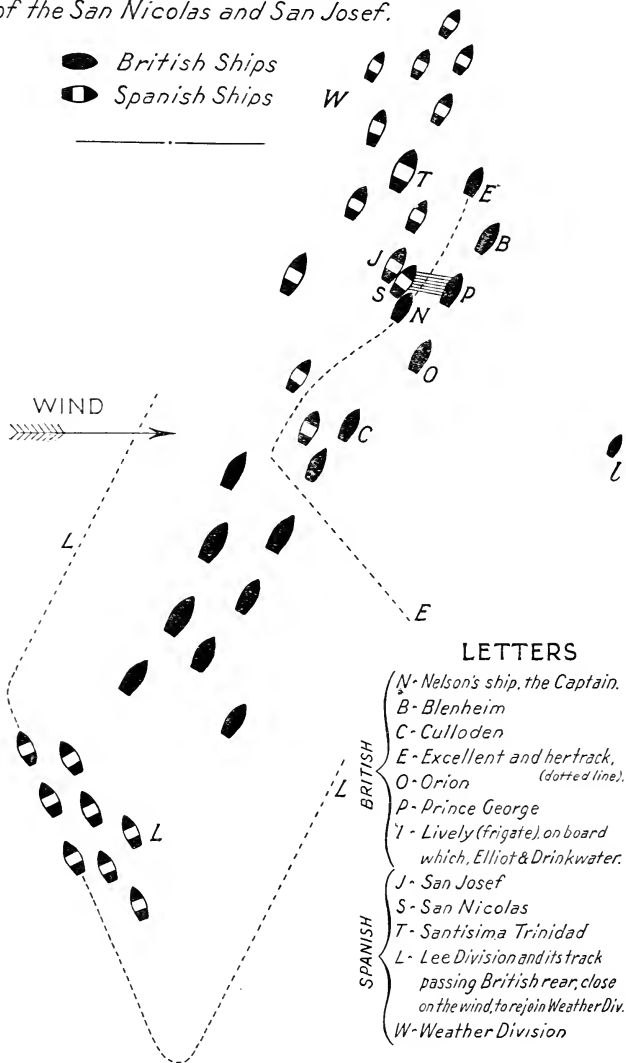 of the San Nicolas and San Josef.
British Ships
Spanish Ships
W
T
E
B
J
S
P
N
O
WIND
C
l
L
E
L
L
LETTERS
BRITISH
N - Nelson's ship, the Captain.
B - Blenheim
C - Culloden
E - Excellent and her track,
(dotted line).
O - Orion
P - Prince George
l - Lively (frigate), on board
which, Elliot & Drinkwater.
SPANISH
J - San Josef
S - San Nicolas
T - Santísima Trinidad
L - Lee Division and its track
passing British rear, close
on the wind, to rejoin Weather Div.
W - Weather Division